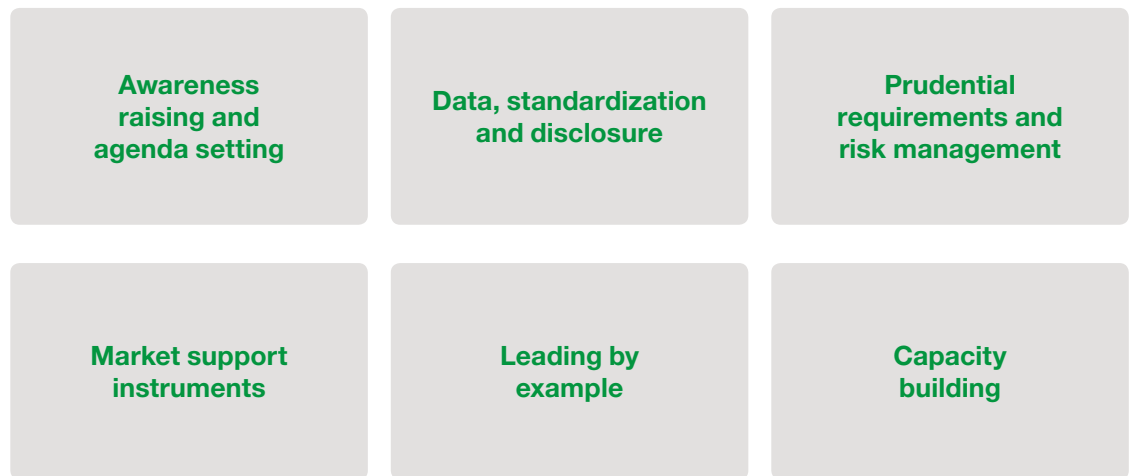 Awareness
raising and
agenda setting
Data, standardization
and disclosure
Prudential
requirements and
risk management
Market support
instruments
Leading by
example
Capacity
building